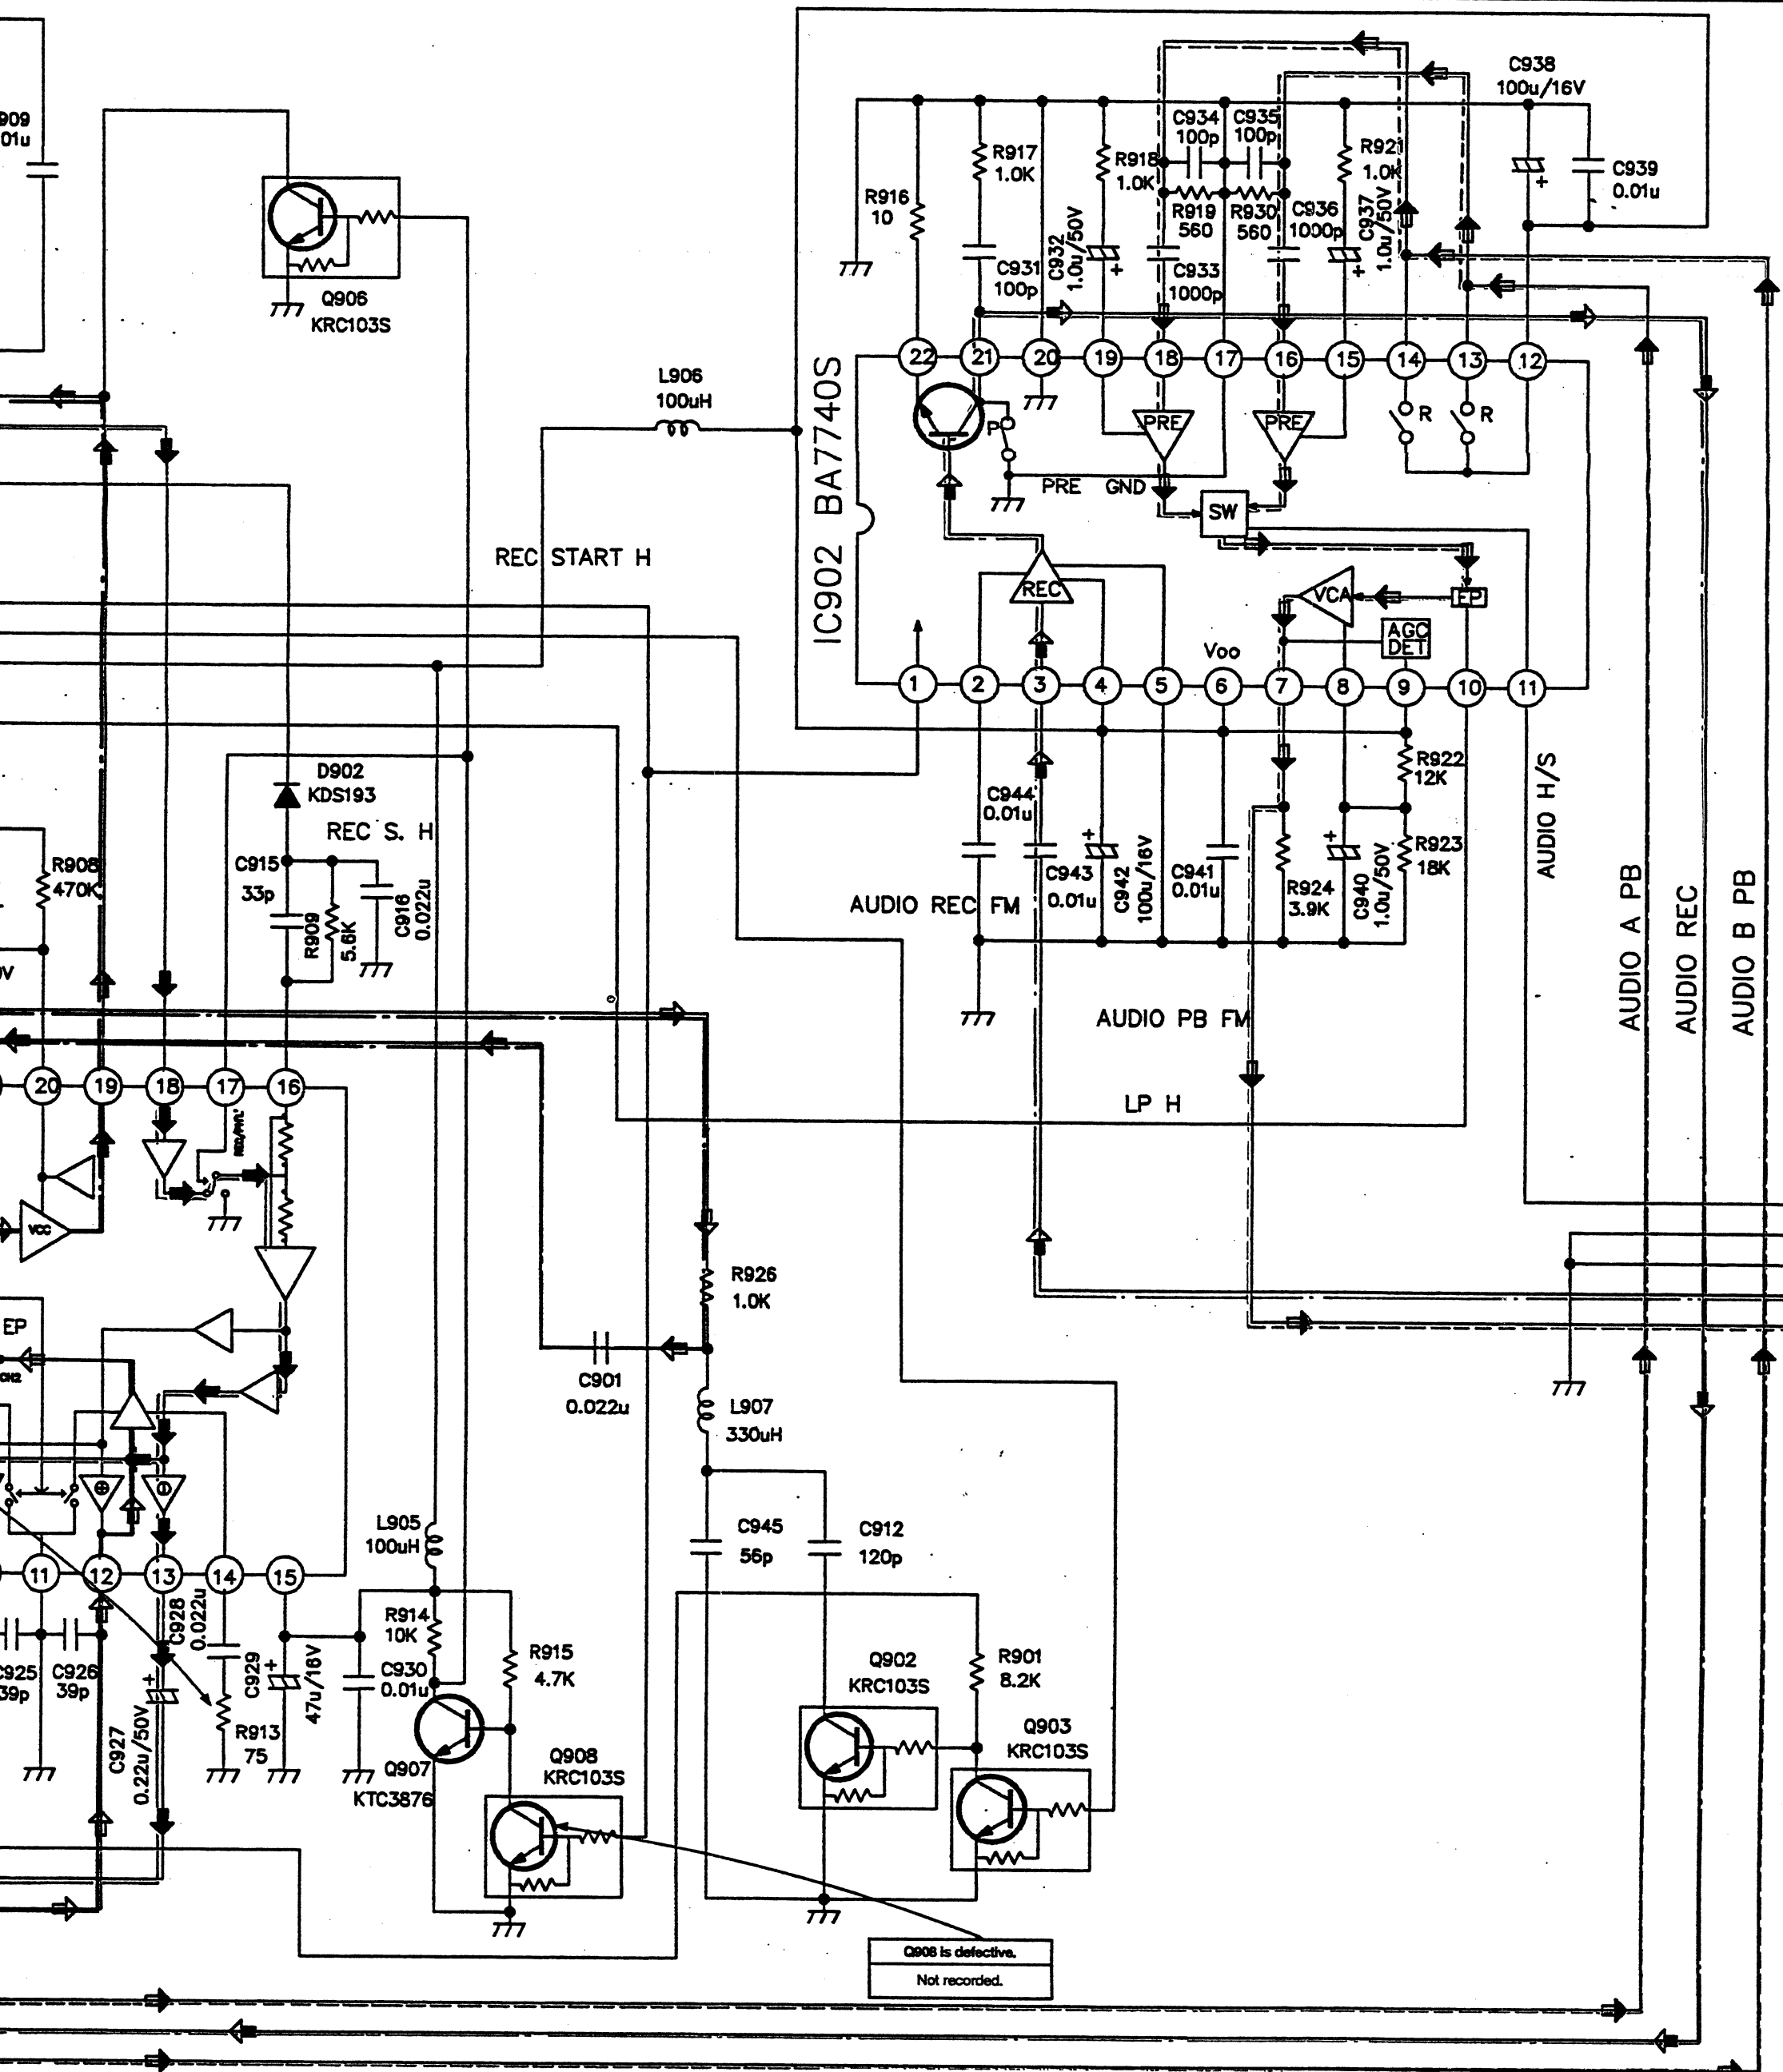 C938
100u/16V
C934
100p
C935
100p
R917
1.0K
R918
1.0K
R921
1.0K
C939
0.01u
R916
10
R919
560
R930
560
C936
1000p
C937
1.0u/50V
C932
1.0u/50V
C931
100p
C933
1000p
909
01u
Q906
KRC103S
22
21
20
19
18
17
16
15
14
13
12
L906
100uH
IC902 BA7740S
P
PRE
PRE
R
R
PRE GND
SW
REC START H
REC
VCA
EP
AGC
DET
Voo
1
2
3
4
5
6
7
8
9
10
11
D902
KDS193
REC S. H
R922
12K
C944
0.01u
AUDIO H/S
R908
470K
C915
33p
R909
5.6K
C916
0.022u
C943
0.01u
C942
100u/16V
C941
0.01u
R924
3.9K
C940
1.0u/50V
R923
18K
AUDIO REC FM
AUDIO A PB
AUDIO REC
AUDIO B PB
0V
AUDIO PB FM
20
19
18
17
16
LP H
VCC
R926
1.0K
EP
CH2
C901
0.022u
L907
330uH
L905
100uH
C945
56p
C912
120p
11
12
13
14
15
C928
0.022u
R914
10K
R915
4.7K
Q902
KRC103S
R901
8.2K
C925
39p
C926
39p
C927
0.22u/50V
C929
47u/16V
C930
0.01u
R913
75
Q907
KTC3876
Q908
KRC103S
Q903
KRC103S
Q908 is defective.
Not recorded.